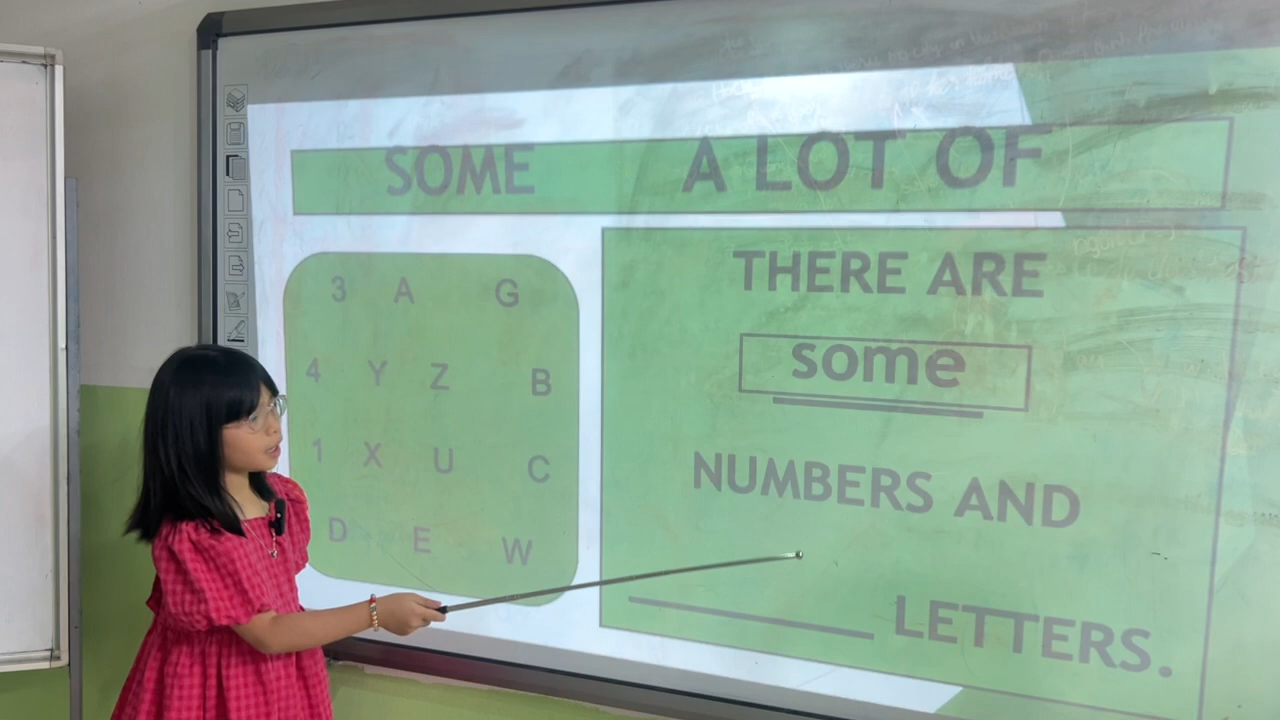 SOME A LOT OF
3 A G
4 Y Z B
1 X U C
D E W
THERE ARE
some
NUMBERS AND
LETTERS.